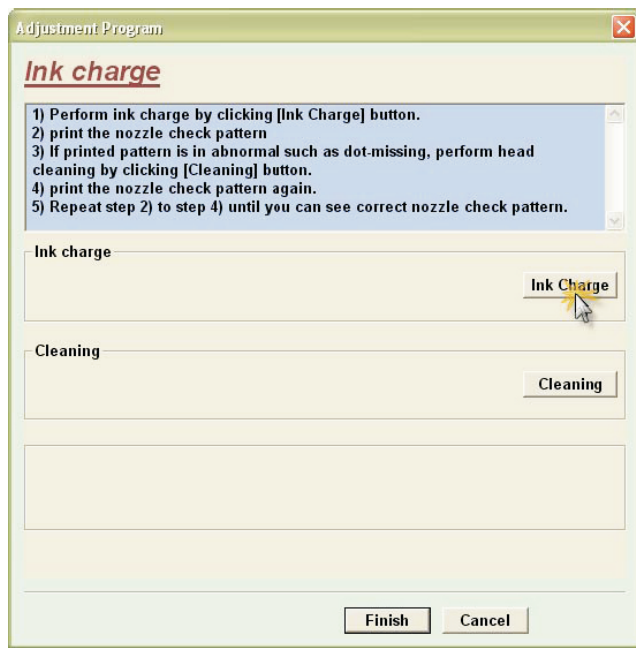 Adjustment Program
Ink charge
1) Perform ink charge by clicking [Ink Charge] button.
2) print the nozzle check pattern
3) If printed pattern is in abnormal such as dot-missing, perform head
cleaning by clicking [Cleaning] button.
4) print the nozzle check pattern again.
5) Repeat step 2) to step 4) until you can see correct nozzle check pattern.
Ink charge
Ink Charge
Cleaning
Cleaning
Finish
Cancel